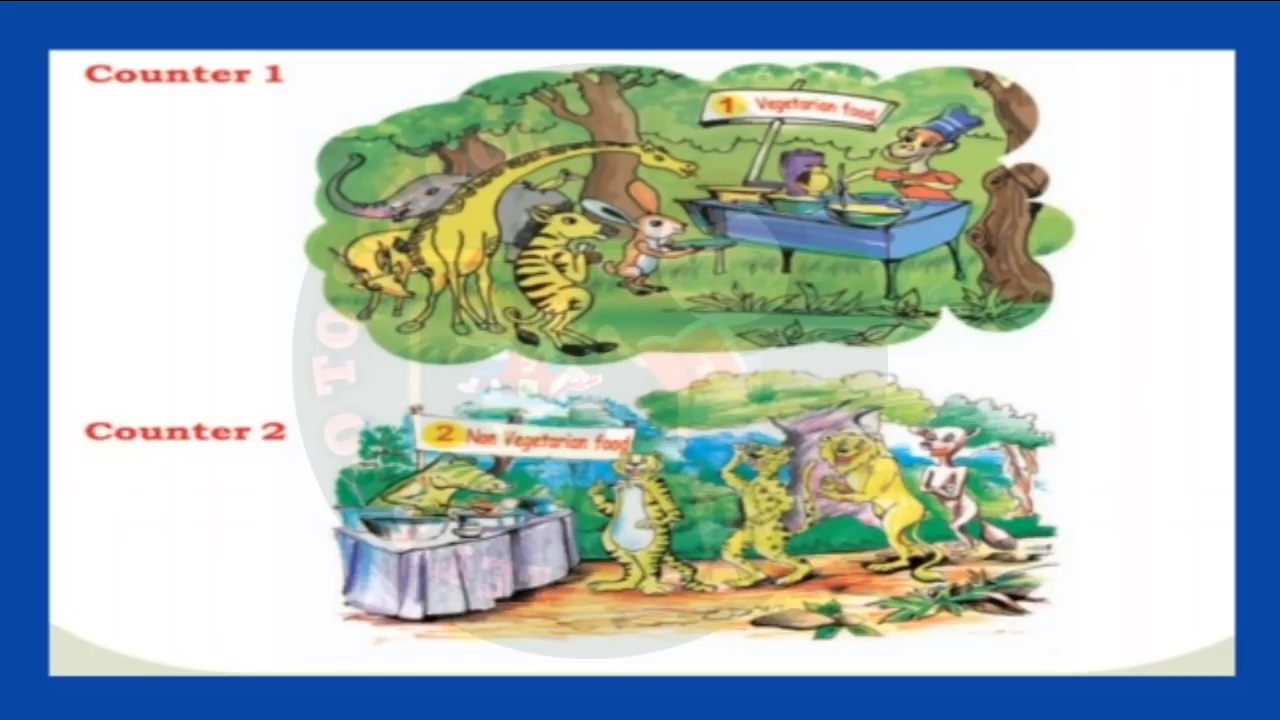 Counter 1
1 Vegetarian food
Counter 2
2 Non Vegetarian food